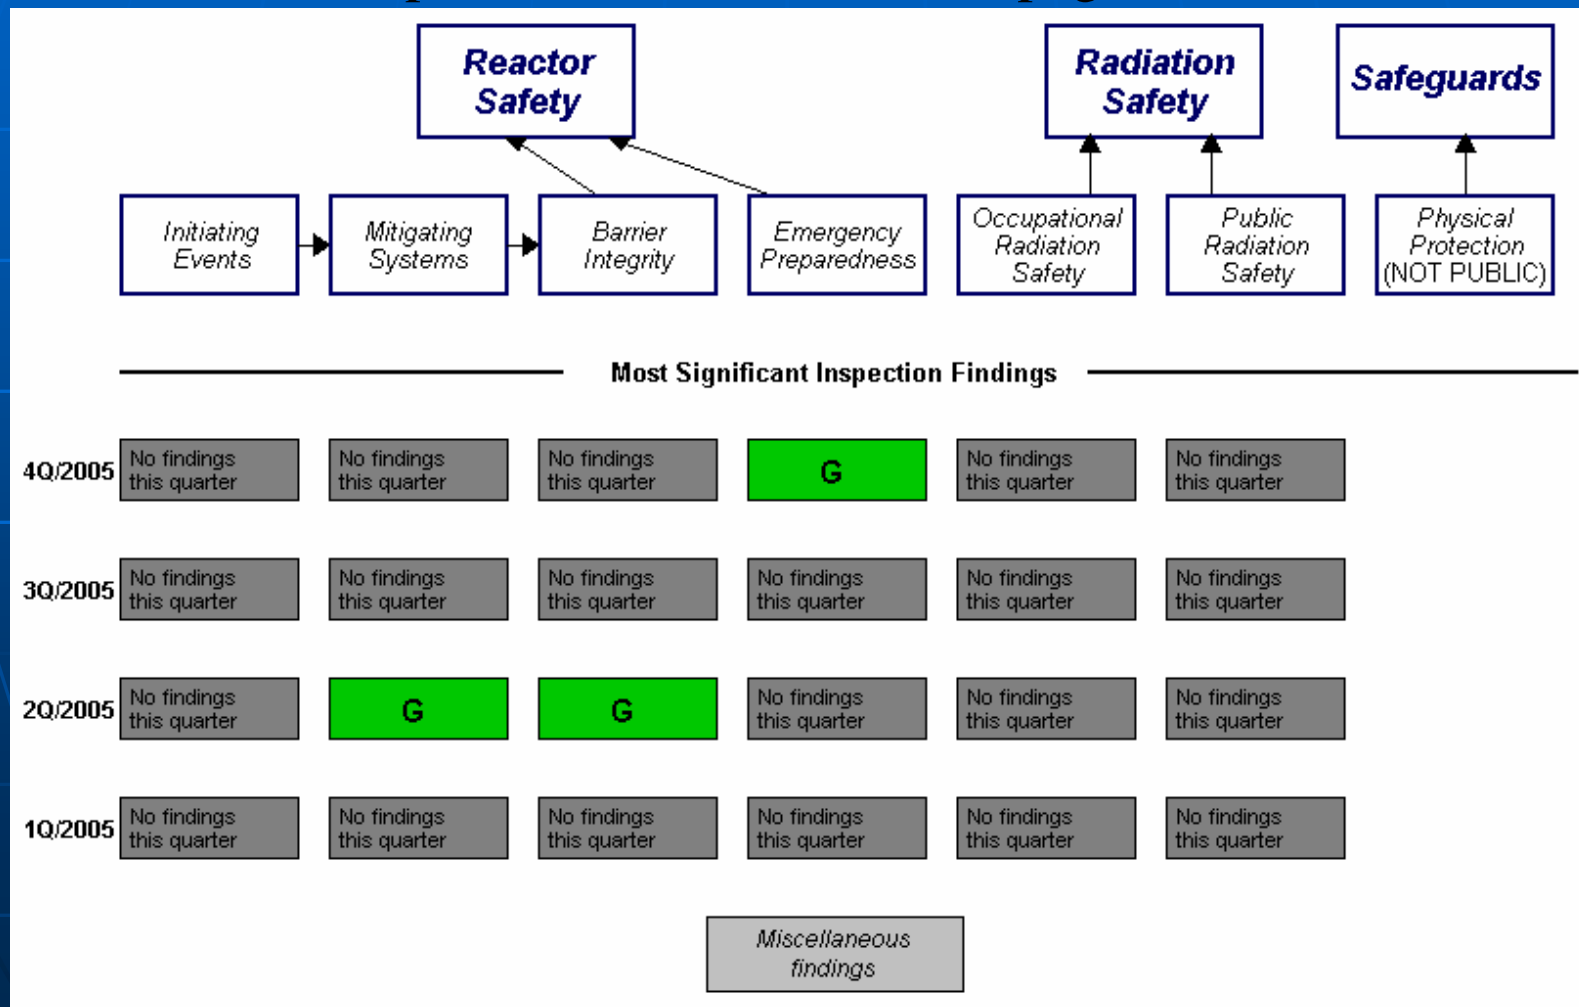 Reactor
Safety
Radiation
Safety
Safeguards
Initiating
Events
Mitigating
Systems
Barrier
Integrity
Emergency
Preparedness
Occupational
Radiation
Safety
Public
Radiation
Safety
Physical
Protection
(NOT PUBLIC)
Most Significant Inspection Findings
4Q/2005
No findings
this quarter
No findings
this quarter
No findings
this quarter
G
No findings
this quarter
No findings
this quarter
3Q/2005
No findings
this quarter
No findings
this quarter
No findings
this quarter
No findings
this quarter
No findings
this quarter
No findings
this quarter
2Q/2005
No findings
this quarter
G
G
No findings
this quarter
No findings
this quarter
No findings
this quarter
1Q/2005
No findings
this quarter
No findings
this quarter
No findings
this quarter
No findings
this quarter
No findings
this quarter
No findings
this quarter
Miscellaneous
findings